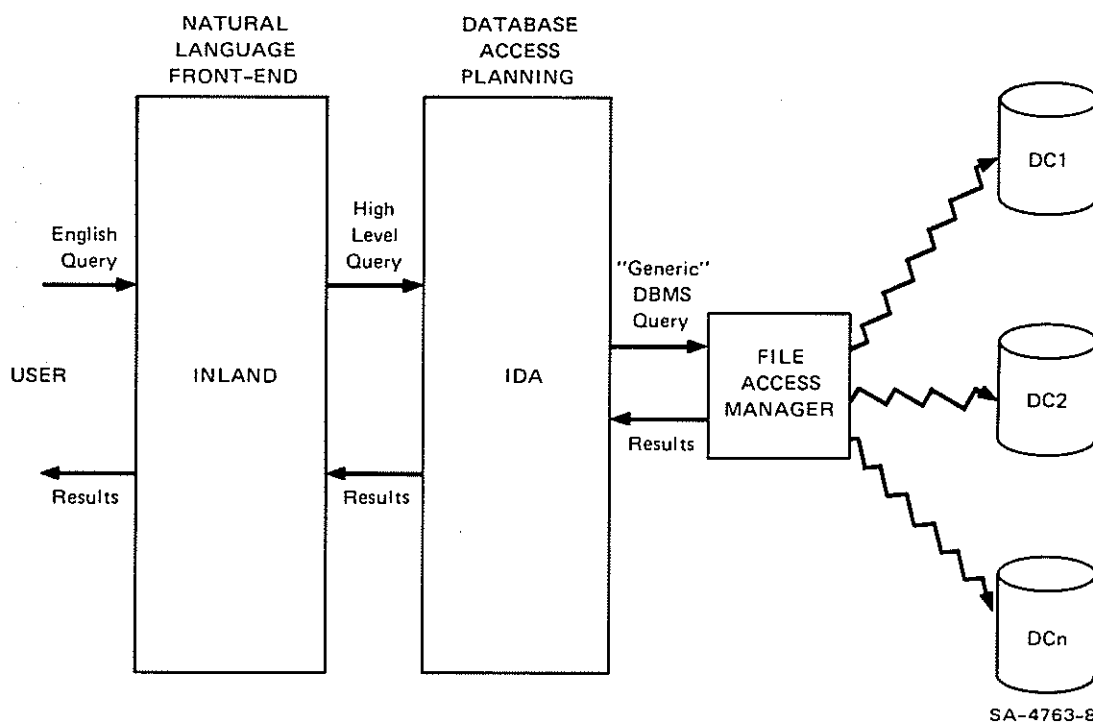 NATURAL
LANGUAGE
FRONT-END
DATABASE
ACCESS
PLANNING
DC1
English
Query
High
Level
Query
"Generic"
DBMS
Query
USER
INLAND
IDA
FILE
ACCESS
MANAGER
DC2
Results
Results
Results
DCn
SA-4763-8